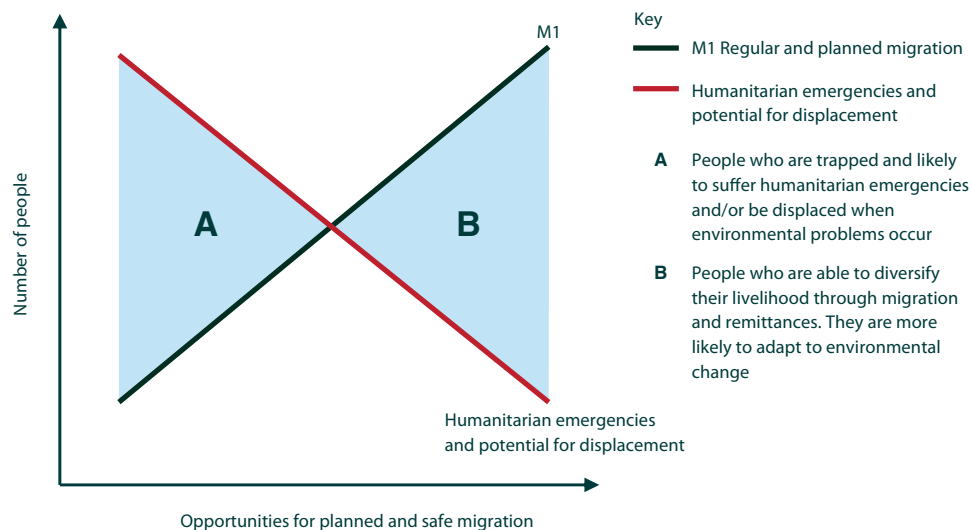 M1
Number of people
A
B
Humanitarian emergencies
and potential for displacement
Opportunities for planned and safe migration
Key
M1 Regular and planned migration
Humanitarian emergencies and
potential for displacement
A People who are trapped and likely
to suffer humanitarian emergencies
and/or be displaced when
environmental problems occur
B People who are able to diversify
their livelihood through migration
and remittances. They are more
likely to adapt to environmental
change